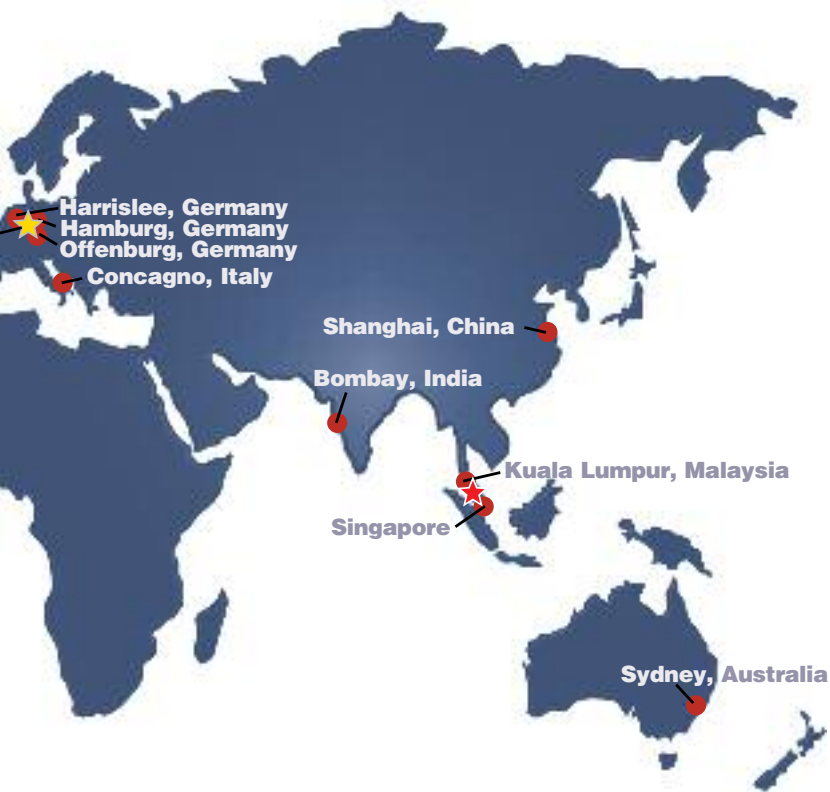 Harrislee, Germany
Hamburg, Germany
Offenburg, Germany
Concagno, Italy
Shanghai, China
Bombay, India
Kuala Lumpur, Malaysia
Singapore
Sydney, Australia